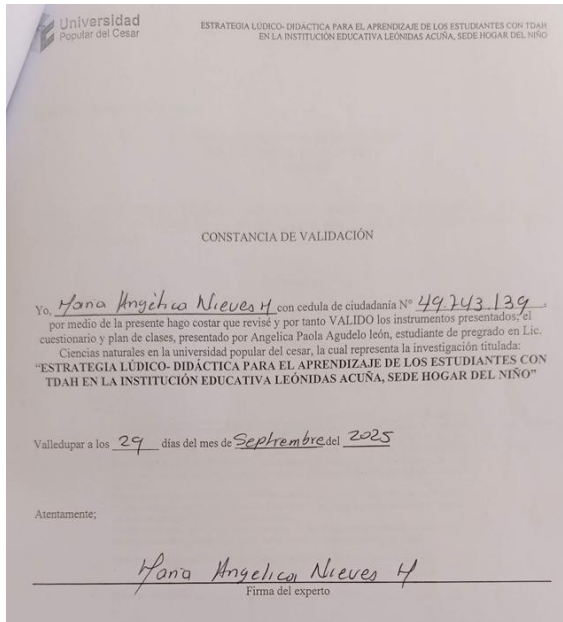 Universidad
Popular del Cesar
ESTRATEGIA LÚDICO- DIDÁCTICA PARA EL APRENDIZAJE DE LOS ESTUDIANTES CON TDAH
EN LA INSTITUCIÓN EDUCATIVA LEÓNIDAS ACUÑA, SEDE HOGAR DEL NIÑO
CONSTANCIA DE VALIDACIÓN
Yo, Maria Angélica Nieves M con cedula de ciudadanía N° 49.743.139,
por medio de la presente hago costar que revisé y por tanto VALIDO los instrumentos presentados; el
cuestionario y plan de clases, presentado por Angelica Paola Agudelo león, estudiante de pregrado en Lic.
Ciencias naturales en la universidad popular del cesar, la cual representa la investigación titulada:
“ESTRATEGIA LÚDICO- DIDÁCTICA PARA EL APRENDIZAJE DE LOS ESTUDIANTES CON
TDAH EN LA INSTITUCIÓN EDUCATIVA LEÓNIDAS ACUÑA, SEDE HOGAR DEL NIÑO”
Valledupar a los 29 días del mes de Septiembre del 2025
Atentamente;
Maria Angelica Nieves M
Firma del experto